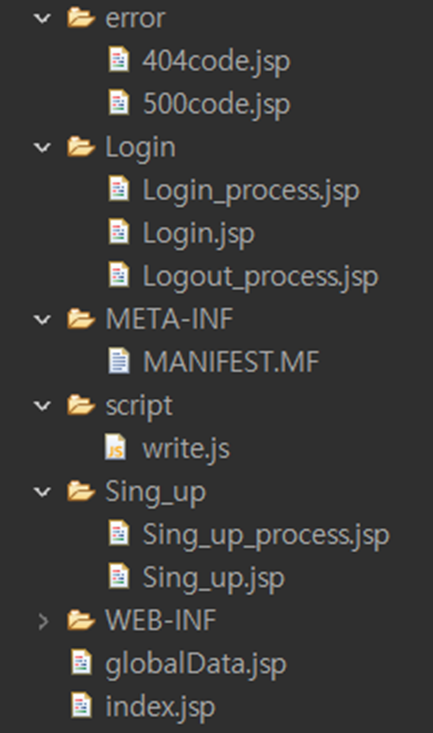 error
404code.jsp
500code.jsp
Login
Login_process.jsp
Login.jsp
Logout_process.jsp
META-INF
MANIFEST.MF
script
write.js
Sing_up
Sing_up_process.jsp
Sing_up.jsp
WEB-INF
globalData.jsp
index.jsp